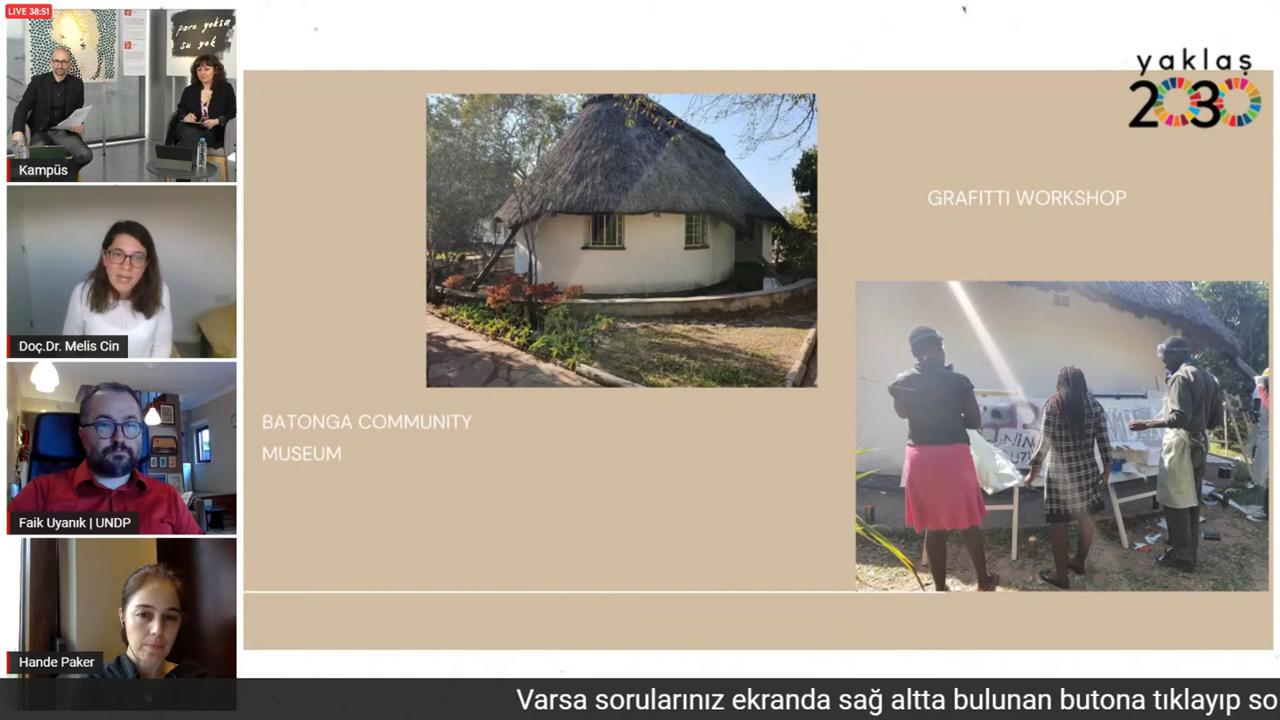 LIVE 38:51
para yoksa
su yok
Kampüs
Doç.Dr. Melis Cin
Faik Uyanık | UNDP
Hande Paker
yaklaş
2030
GRAFITTI WORKSHOP
BATONGA COMMUNITY
MUSEUM
Varsa sorularınız ekranda sağ altta bulunan butona tıklayıp so